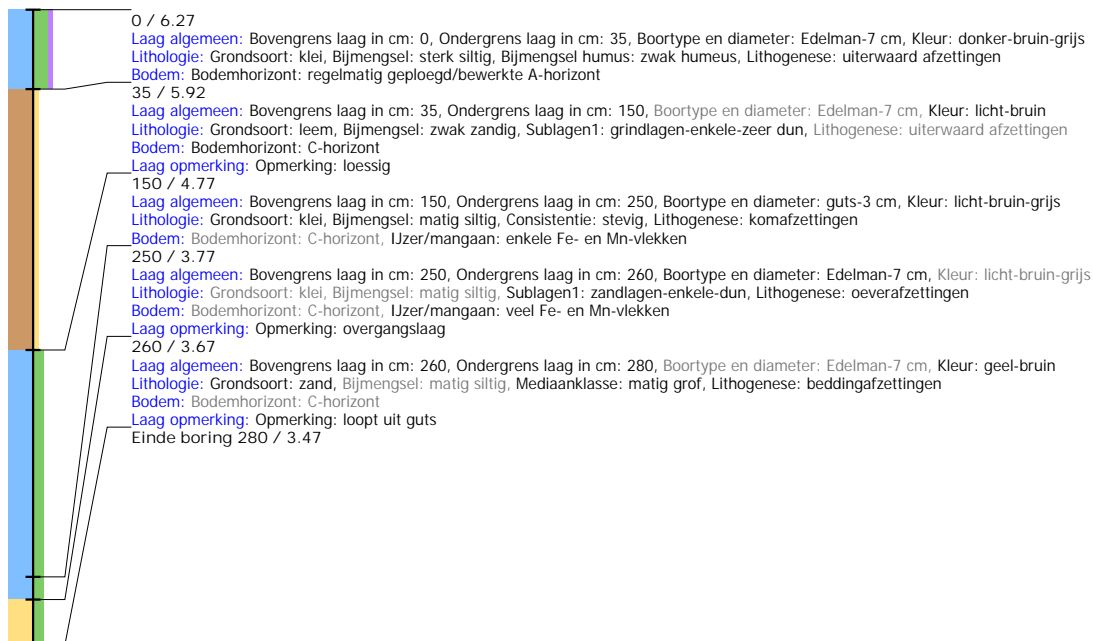 0 / 6.27
Laag algemeen: Bovengrens laag in cm: 0, Ondergrens laag in cm: 35, Boortype en diameter: Edelman-7 cm, Kleur: donker-bruin-grijs
Lithologie: Grondsoort: klei, Bijmengsel: sterk siltig, Bijmengsel humus: zwak humeus, Lithogenese: uiterwaard afzettingen
Bodem: Bodemhorizont: regelmatig geploegd/bewerkte A-horizont
35 / 5.92
Laag algemeen: Bovengrens laag in cm: 35, Ondergrens laag in cm: 150, Boortype en diameter: Edelman-7 cm, Kleur: licht-bruin
Lithologie: Grondsoort: leem, Bijmengsel: zwak zandig, Sublagen1: grindlagen-enkele-zeer dun, Lithogenese: uiterwaard afzettingen
Bodem: Bodemhorizont: C-horizont
Laag opmerking: Opmerking: loessig
150 / 4.77
Laag algemeen: Bovengrens laag in cm: 150, Ondergrens laag in cm: 250, Boortype en diameter: guts-3 cm, Kleur: licht-bruin-grijs
Lithologie: Grondsoort: klei, Bijmengsel: matig siltig, Consistentie: stevig, Lithogenese: komafzettingen
Bodem: Bodemhorizont: C-horizont, IJzer/mangaan: enkele Fe- en Mn-vlekken
250 / 3.77
Laag algemeen: Bovengrens laag in cm: 250, Ondergrens laag in cm: 260, Boortype en diameter: Edelman-7 cm, Kleur: licht-bruin-grijs
Lithologie: Grondsoort: klei, Bijmengsel: matig siltig, Sublagen1: zandlagen-enkele-dun, Lithogenese: oeverafzettingen
Bodem: Bodemhorizont: C-horizont, IJzer/mangaan: veel Fe- en Mn-vlekken
Laag opmerking: Opmerking: overgangslaag
260 / 3.67
Laag algemeen: Bovengrens laag in cm: 260, Ondergrens laag in cm: 280, Boortype en diameter: Edelman-7 cm, Kleur: geel-bruin
Lithologie: Grondsoort: zand, Bijmengsel: matig siltig, Mediaanklasse: matig grof, Lithogenese: beddingafzettingen
Bodem: Bodemhorizont: C-horizont
Laag opmerking: Opmerking: loopt uit guts
Einde boring 280 / 3.47